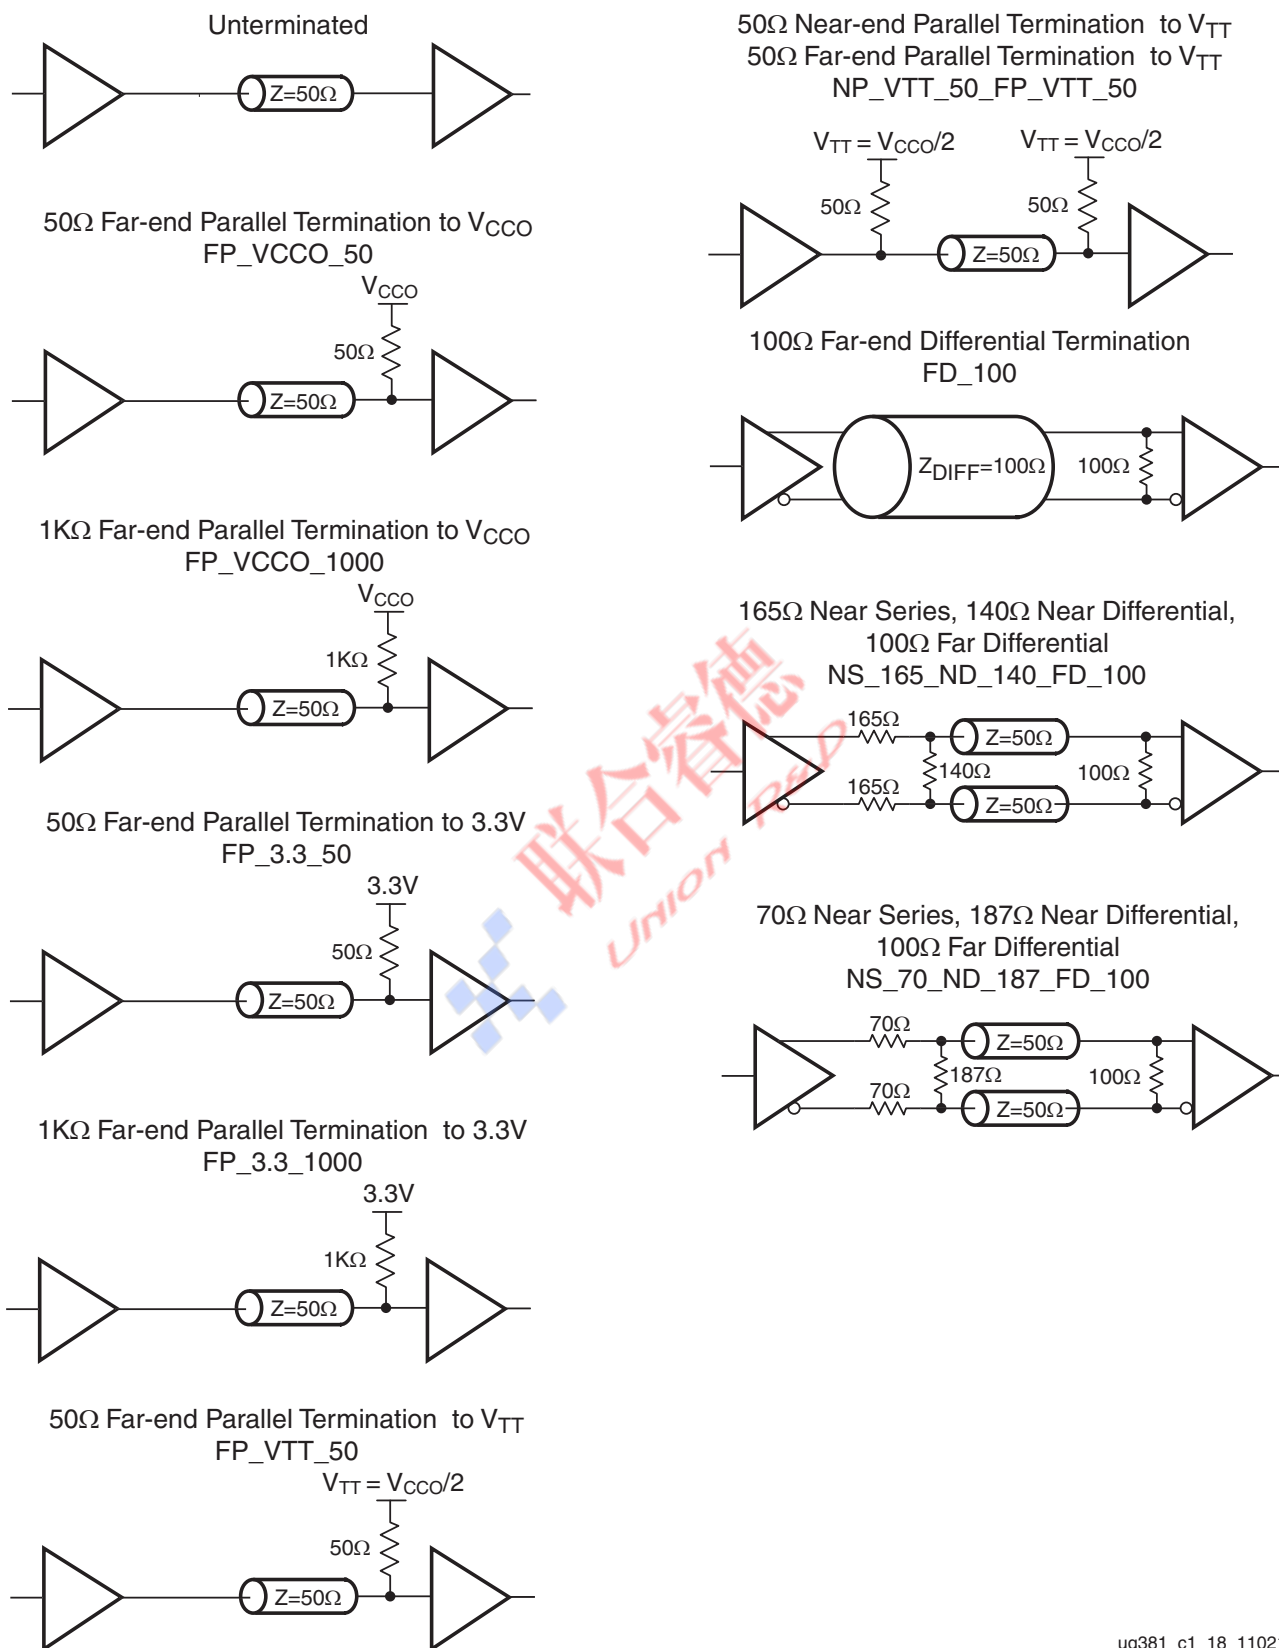 Unterminated
Z=50Ω
50Ω Far-end Parallel Termination to VCCO
FP_VCCO_50
VCCO
50Ω
Z=50Ω
1KΩ Far-end Parallel Termination to VCCO
FP_VCCO_1000
VCCO
1KΩ
Z=50Ω
50Ω Far-end Parallel Termination to 3.3V
FP_3.3_50
3.3V
50Ω
Z=50Ω
1KΩ Far-end Parallel Termination to 3.3V
FP_3.3_1000
3.3V
1KΩ
Z=50Ω
50Ω Far-end Parallel Termination to VTT
FP_VTT_50
VTT = VCCO/2
50Ω
Z=50Ω
50Ω Near-end Parallel Termination to VTT
50Ω Far-end Parallel Termination to VTT
NP_VTT_50_FP_VTT_50
VTT = VCCO/2 VTT = VCCO/2
50Ω 50Ω
Z=50Ω
100Ω Far-end Differential Termination
FD_100
ZDIFF=100Ω 100Ω
165Ω Near Series, 140Ω Near Differential,
100Ω Far Differential
NS_165_ND_140_FD_100
165Ω Z=50Ω
140Ω 100Ω
165Ω Z=50Ω
70Ω Near Series, 187Ω Near Differential,
100Ω Far Differential
NS_70_ND_187_FD_100
70Ω Z=50Ω
187Ω 100Ω
70Ω Z=50Ω
联合睿德
UNION R&D
ug381_c1_18_1102